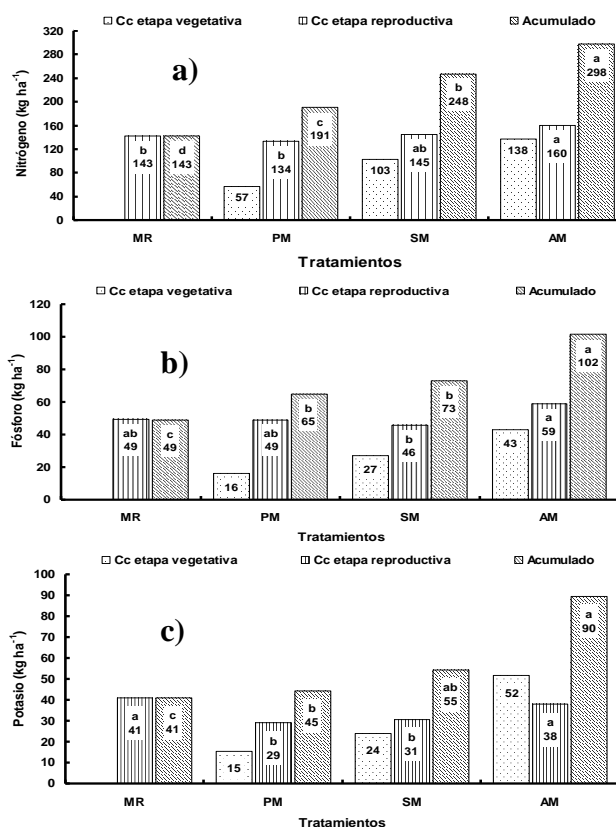 Cc etapa vegetativa Cc etapa reproductiva Acumulado
a)
Nitrógeno (kg ha⁻¹)
320
280
240
200
160
120
80
40
0
b
143
d
143
57
b
134
c
191
103
ab
145
b
248
138
a
160
a
298
MR PM SM AM
Tratamientos
Cc etapa vegetativa Cc etapa reproductiva Acumulado
b)
Fósforo (kg ha⁻¹)
120
100
80
60
40
20
0
ab
49
c
49
16
ab
49
b
65
27
b
46
b
73
43
a
59
a
102
MR PM SM AM
Tratamientos
Cc etapa vegetativa Cc etapa reproductiva Acumulado
c)
Potasio (kg ha⁻¹)
100
90
80
70
60
50
40
30
20
10
0
a
41
c
41
15
b
29
b
45
24
b
31
ab
55
52
a
38
a
90
MR PM SM AM
Tratamientos